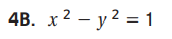 4B. x² − y² = 1